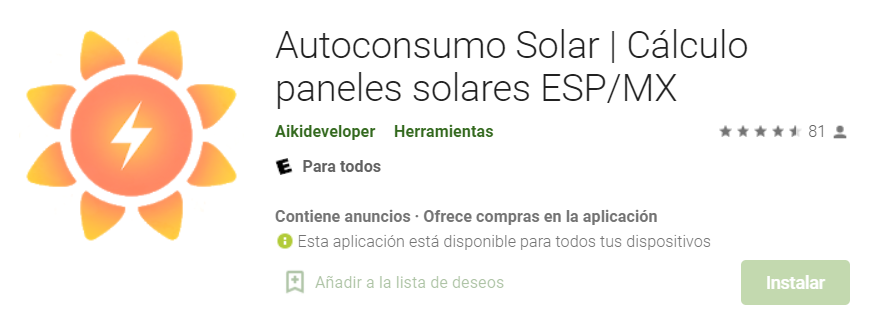 Autoconsumo Solar | Cálculo
paneles solares ESP/MX
Aikideveloper Herramientas 81
E Para todos
Contiene anuncios · Ofrece compras en la aplicación
Esta aplicación está disponible para todos tus dispositivos
Añadir a la lista de deseos Instalar